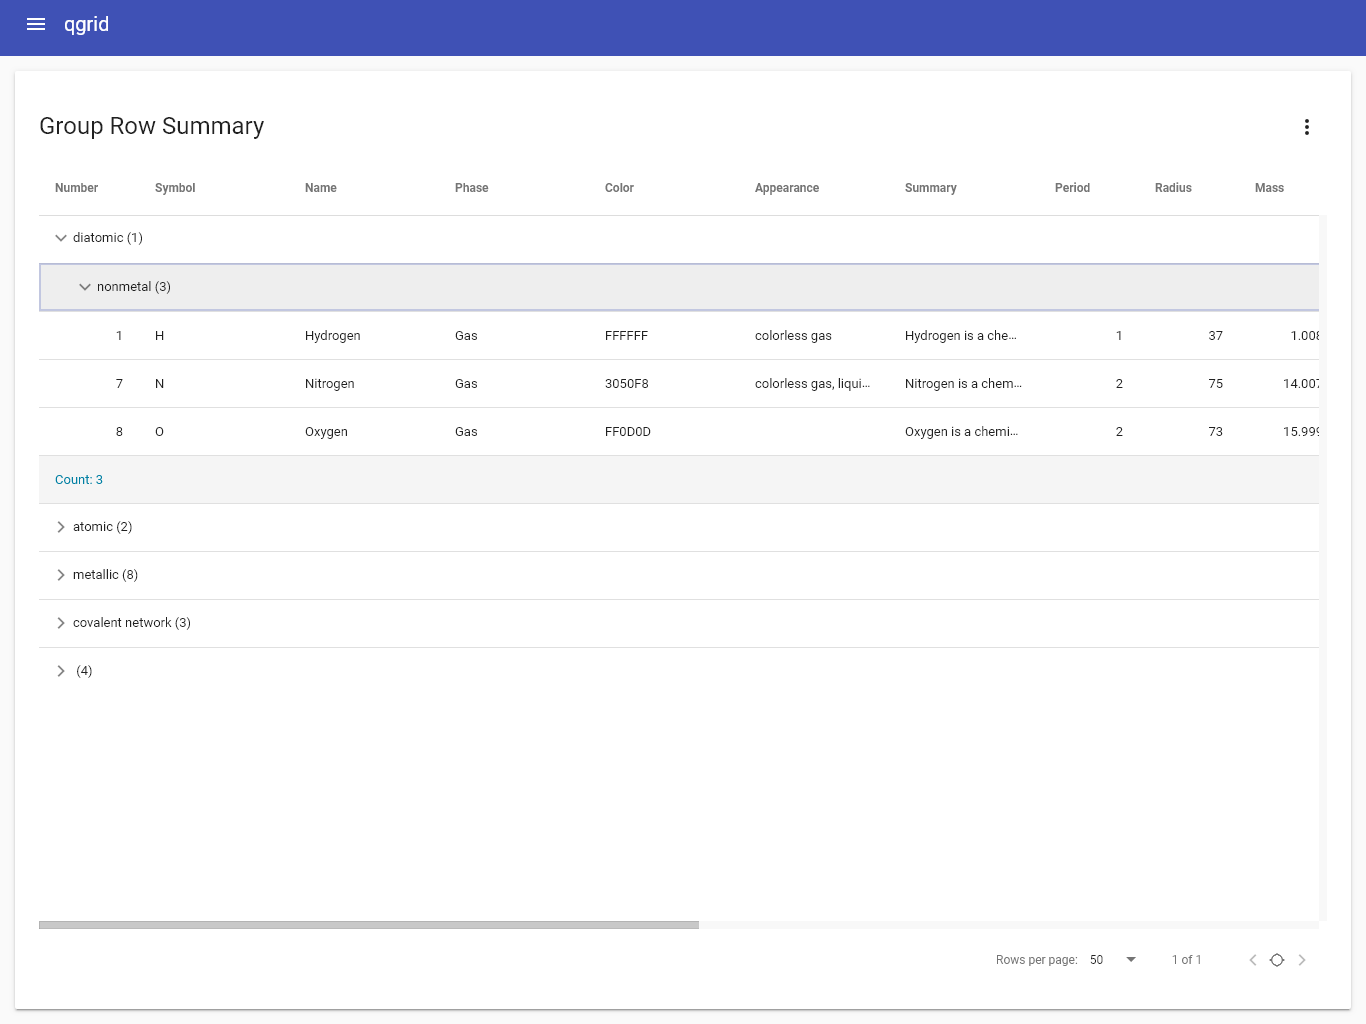 qgrid
Group Row Summary
Number Symbol Name Phase Color Appearance Summary Period Radius Mass
diatomic (1)
nonmetal (3)
1 H Hydrogen Gas FFFFFF colorless gas Hydrogen is a che... 1 37 1.008
7 N Nitrogen Gas 3050F8 colorless gas, liqui... Nitrogen is a chem... 2 75 14.007
8 O Oxygen Gas FF0D0D Oxygen is a chemi... 2 73 15.999
Count: 3
atomic (2)
metallic (8)
covalent network (3)
(4)
Rows per page: 50 1 of 1